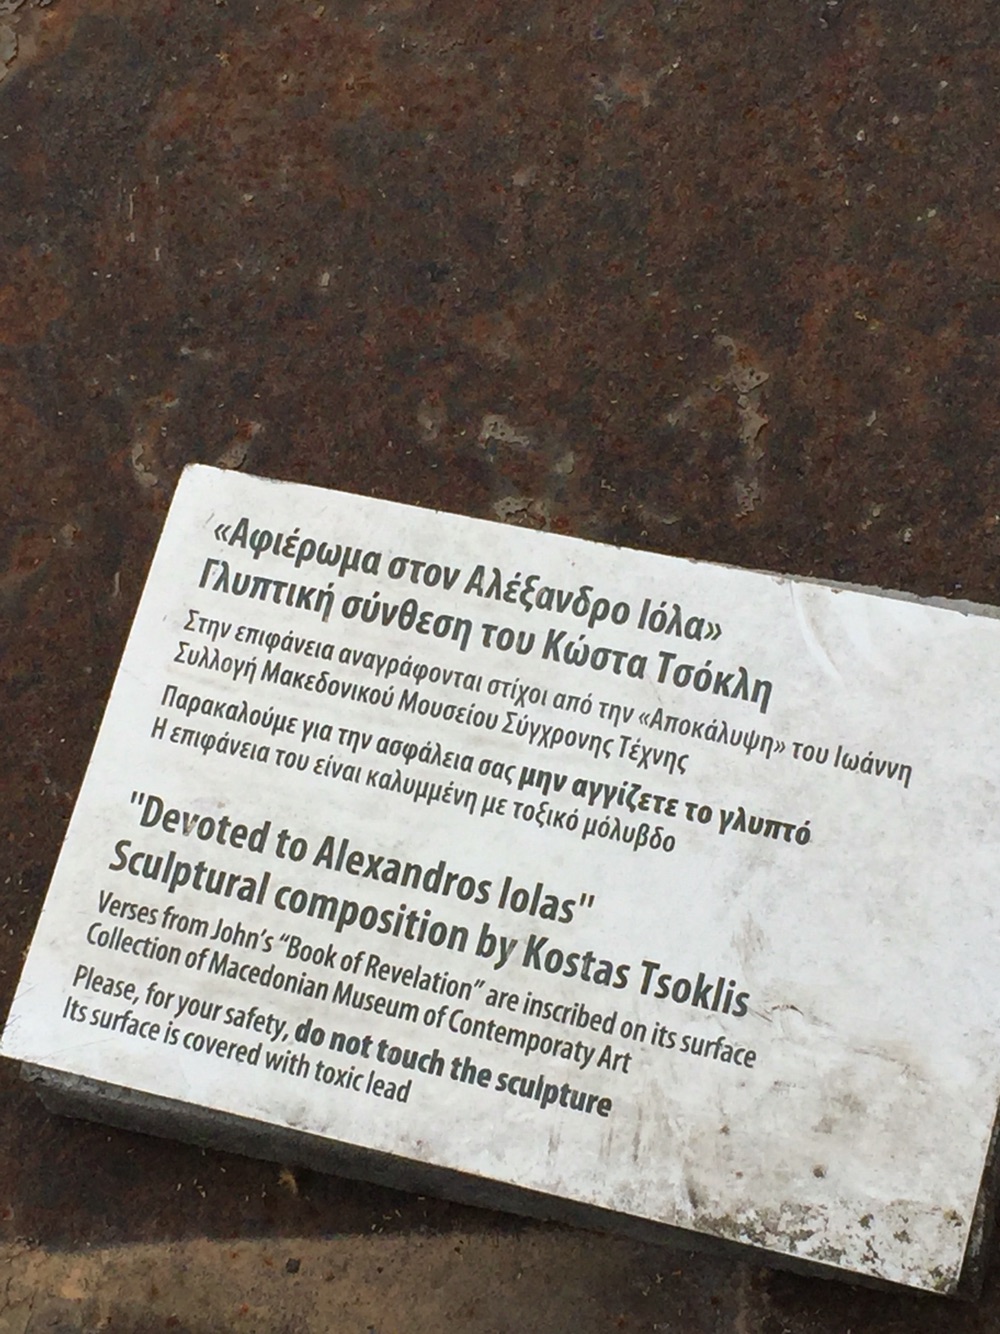 «Αφιέρωμα στον Αλέξανδρο Ιόλα»
Γλυπτική σύνθεση του Κώστα Τσόκλη
Στην επιφάνεια αναγράφονται στίχοι από την «Αποκάλυψη» του Ιωάννη
Συλλογή Μακεδονικού Μουσείου Σύγχρονης Τέχνης
Παρακαλούμε για την ασφάλεια σας μην αγγίζετε το γλυπτό
Η επιφάνεια του είναι καλυμμένη με τοξικό μόλυβδο
"Devoted to Alexandros Iolas"
Sculptural composition by Kostas Tsoklis
Verses from John's “Book of Revelation” are inscribed on its surface
Collection of Macedonian Museum of Contemporaty Art
Please, for your safety, do not touch the sculpture
Its surface is covered with toxic lead